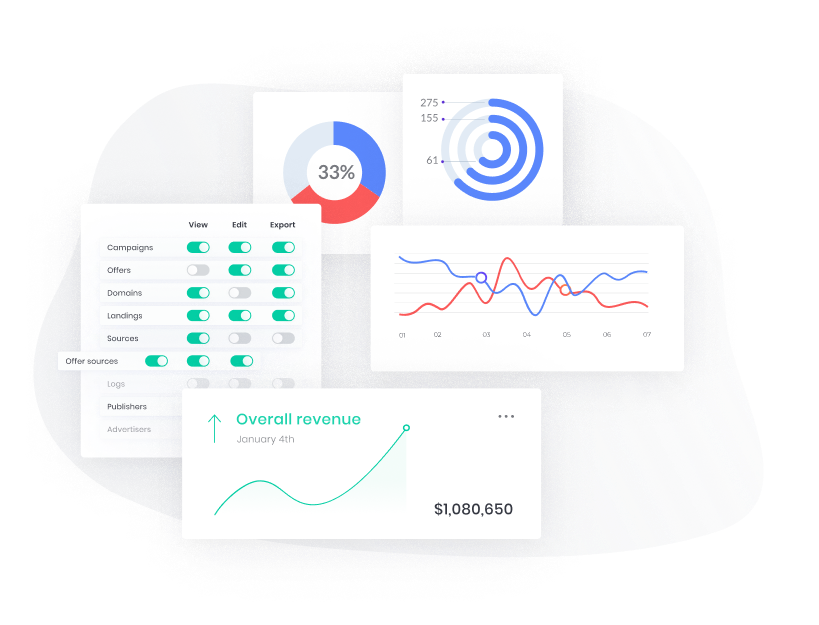 275
155
61
33%
View Edit Export
Campaigns
Offers
Domains
Landings
Sources
Offer sources
Logs
Publishers
Advertisers
01 02 03 04 05 06 07
Overall revenue
January 4th
$1,080,650